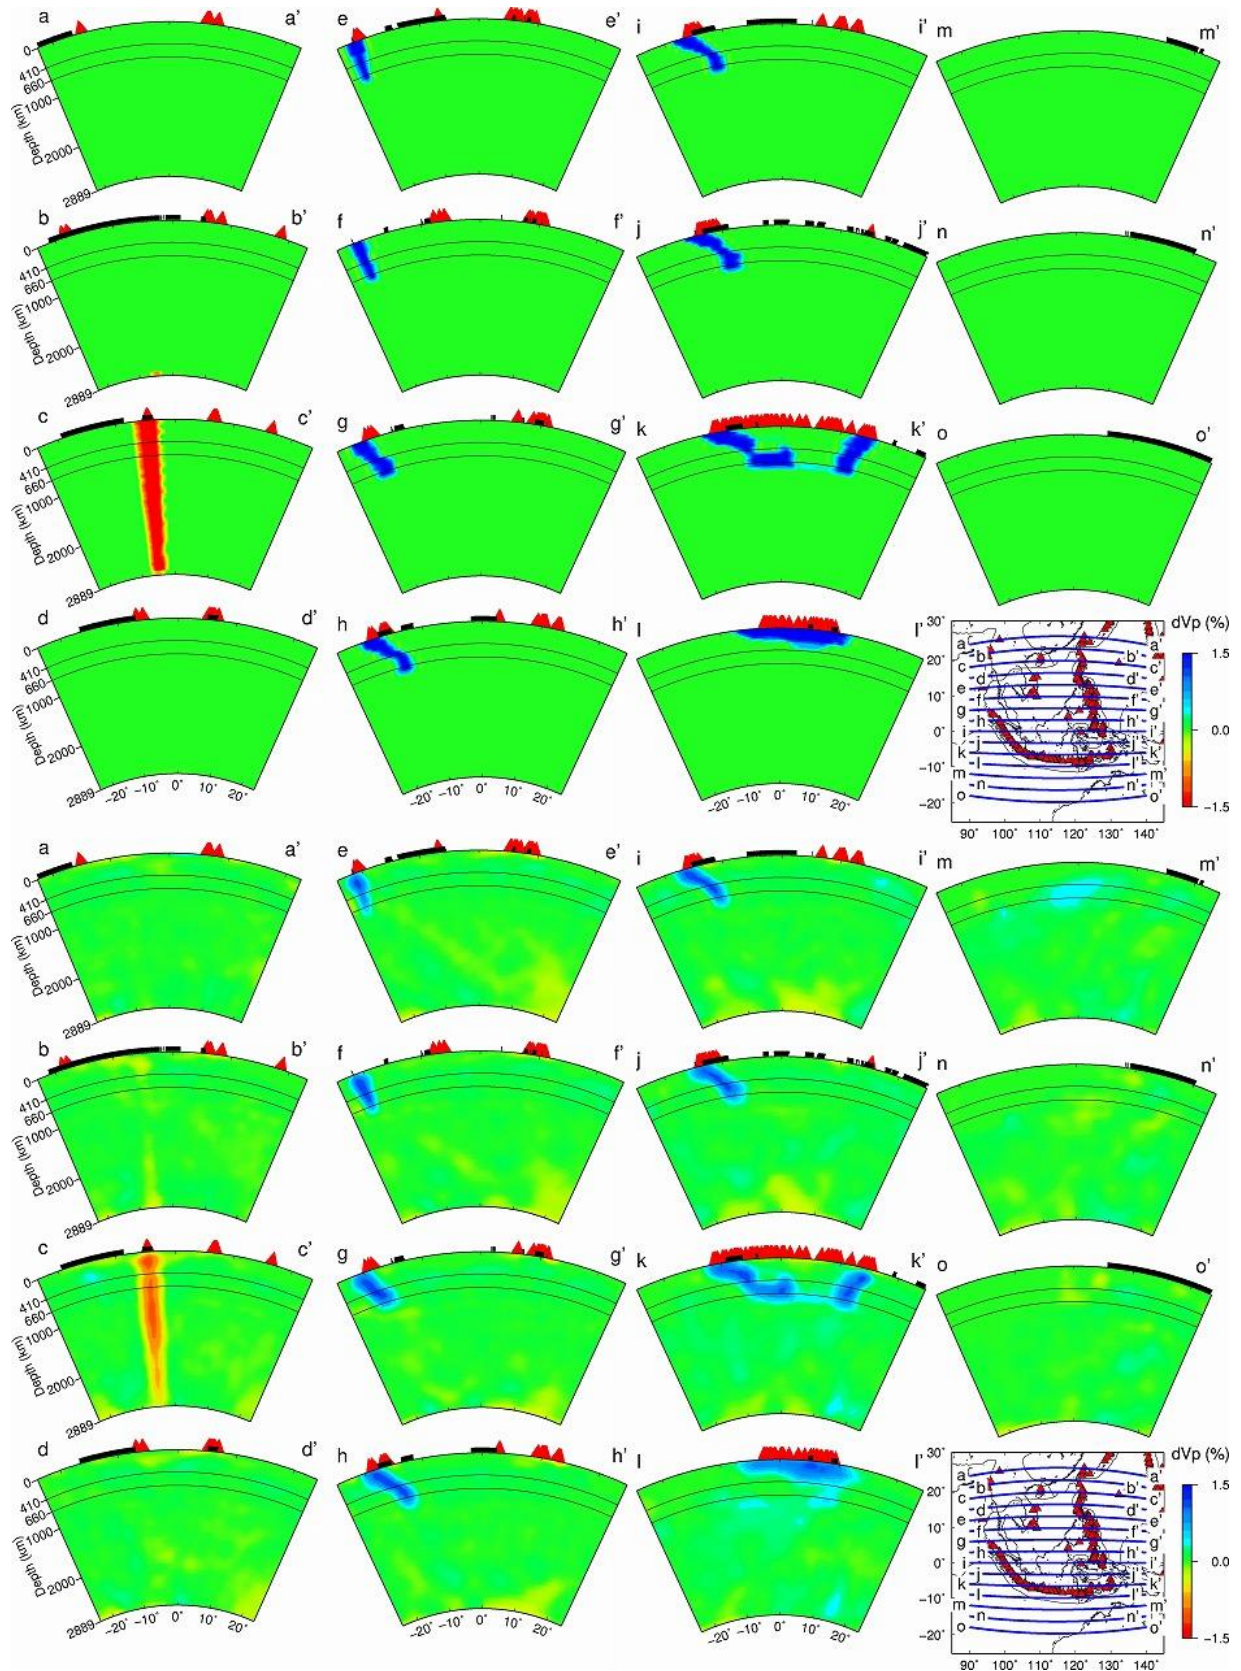 a a' e e' i i' m m'
0
410
660
1000
2000
2889
Depth (km)
b b' f f' j j' n n'
0
410
660
1000
2000
2889
Depth (km)
c c' g g' k k' o o'
0
410
660
1000
2000
2889
Depth (km)
d d' h h' l l'
0
410
660
1000
2000
2889
Depth (km)
-20° -10° 0° 10° 20°
-20° -10° 0° 10° 20°
-20° -10° 0° 10° 20°
30°
20°
10°
0°
-10°
-20°
a b c d e f g h i j k l m n o
a' b' c' d' e' f' g' h' i' j' k' l' m' n' o'
90° 100° 110° 120° 130° 140°
dVp (%)
1.5
0.0
-1.5
a a' e e' i i' m m'
0
410
660
1000
2000
2889
Depth (km)
b b' f f' j j' n n'
0
410
660
1000
2000
2889
Depth (km)
c c' g g' k k' o o'
0
410
660
1000
2000
2889
Depth (km)
d d' h h' l l'
0
410
660
1000
2000
2889
Depth (km)
-20° -10° 0° 10° 20°
-20° -10° 0° 10° 20°
-20° -10° 0° 10° 20°
30°
20°
10°
0°
-10°
-20°
a b c d e f g h i j k l m n o
a' b' c' d' e' f' g' h' i' j' k' l' m' n' o'
90° 100° 110° 120° 130° 140°
dVp (%)
1.5
0.0
-1.5